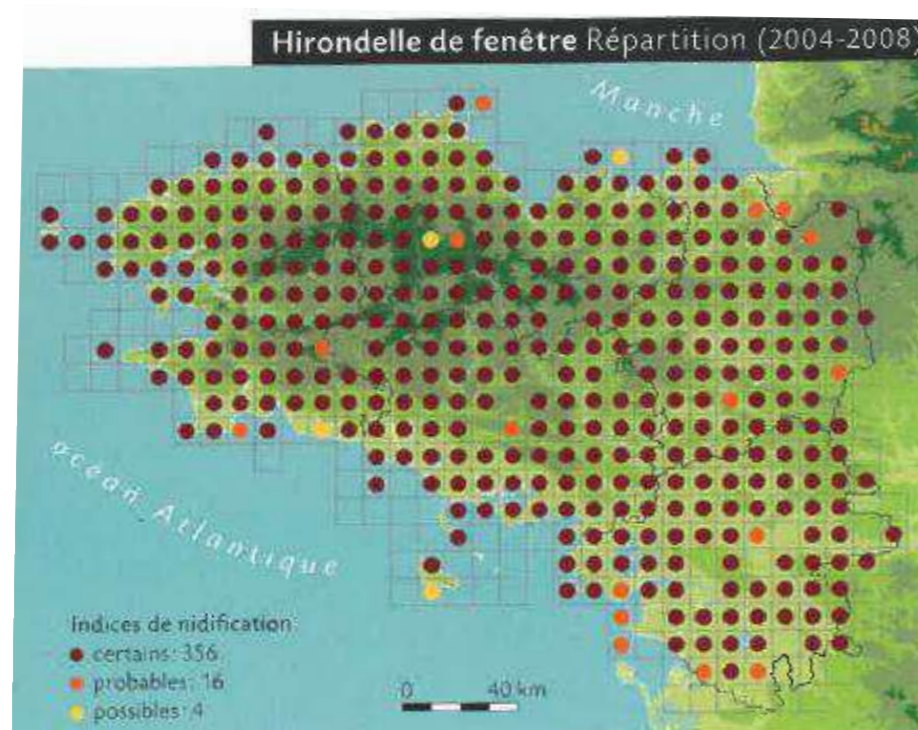 Hirondelle de fenêtre Répartition (2004-2008)
Manche
océan Atlantique
Indices de nidification
certains: 356
probables: 16
possibles: 4
0 40 km